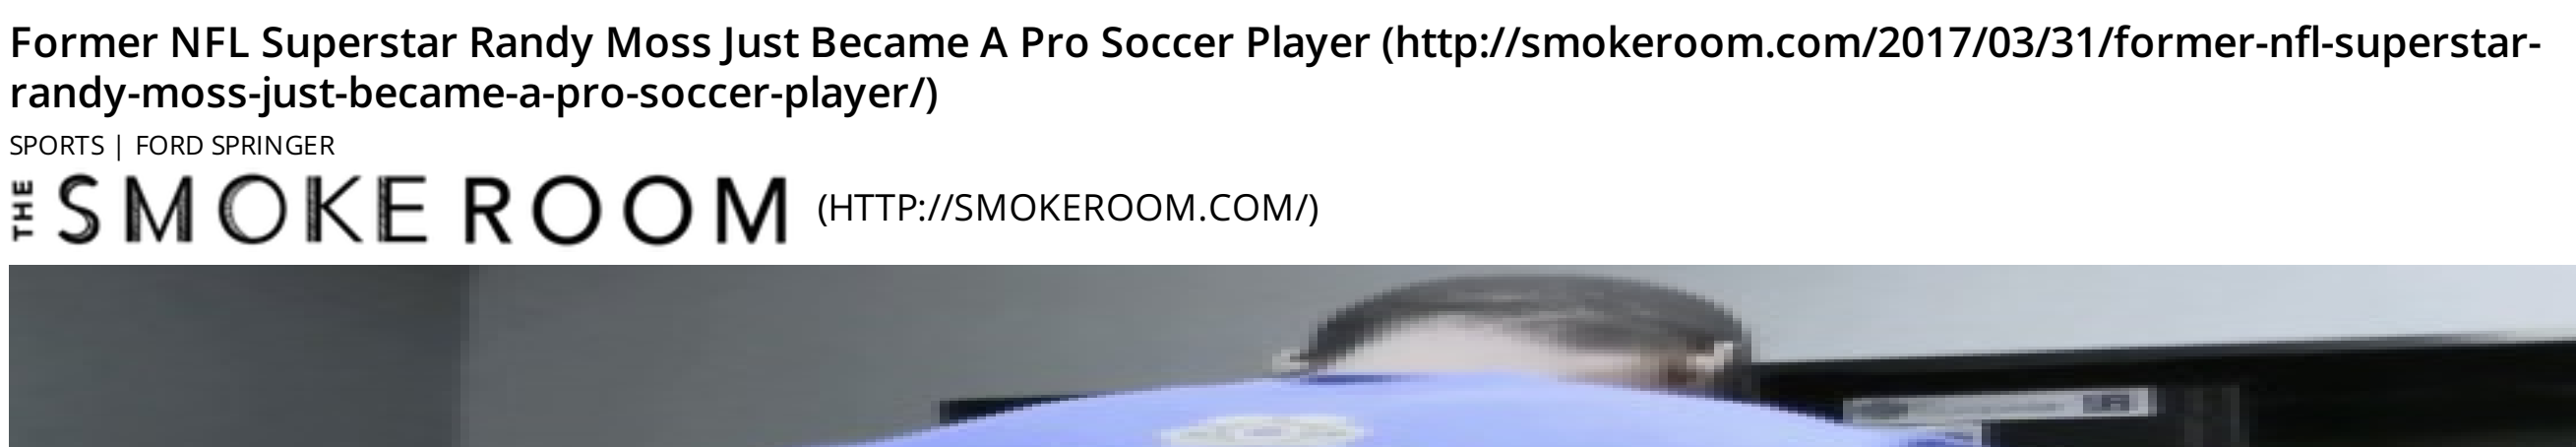 Former NFL Superstar Randy Moss Just Became A Pro Soccer Player (http://smokeroom.com/2017/03/31/former-nfl-superstar-
randy-moss-just-became-a-pro-soccer-player/)
SPORTS | FORD SPRINGER
THE SMOKE ROOM (HTTP://SMOKEROOM.COM/)